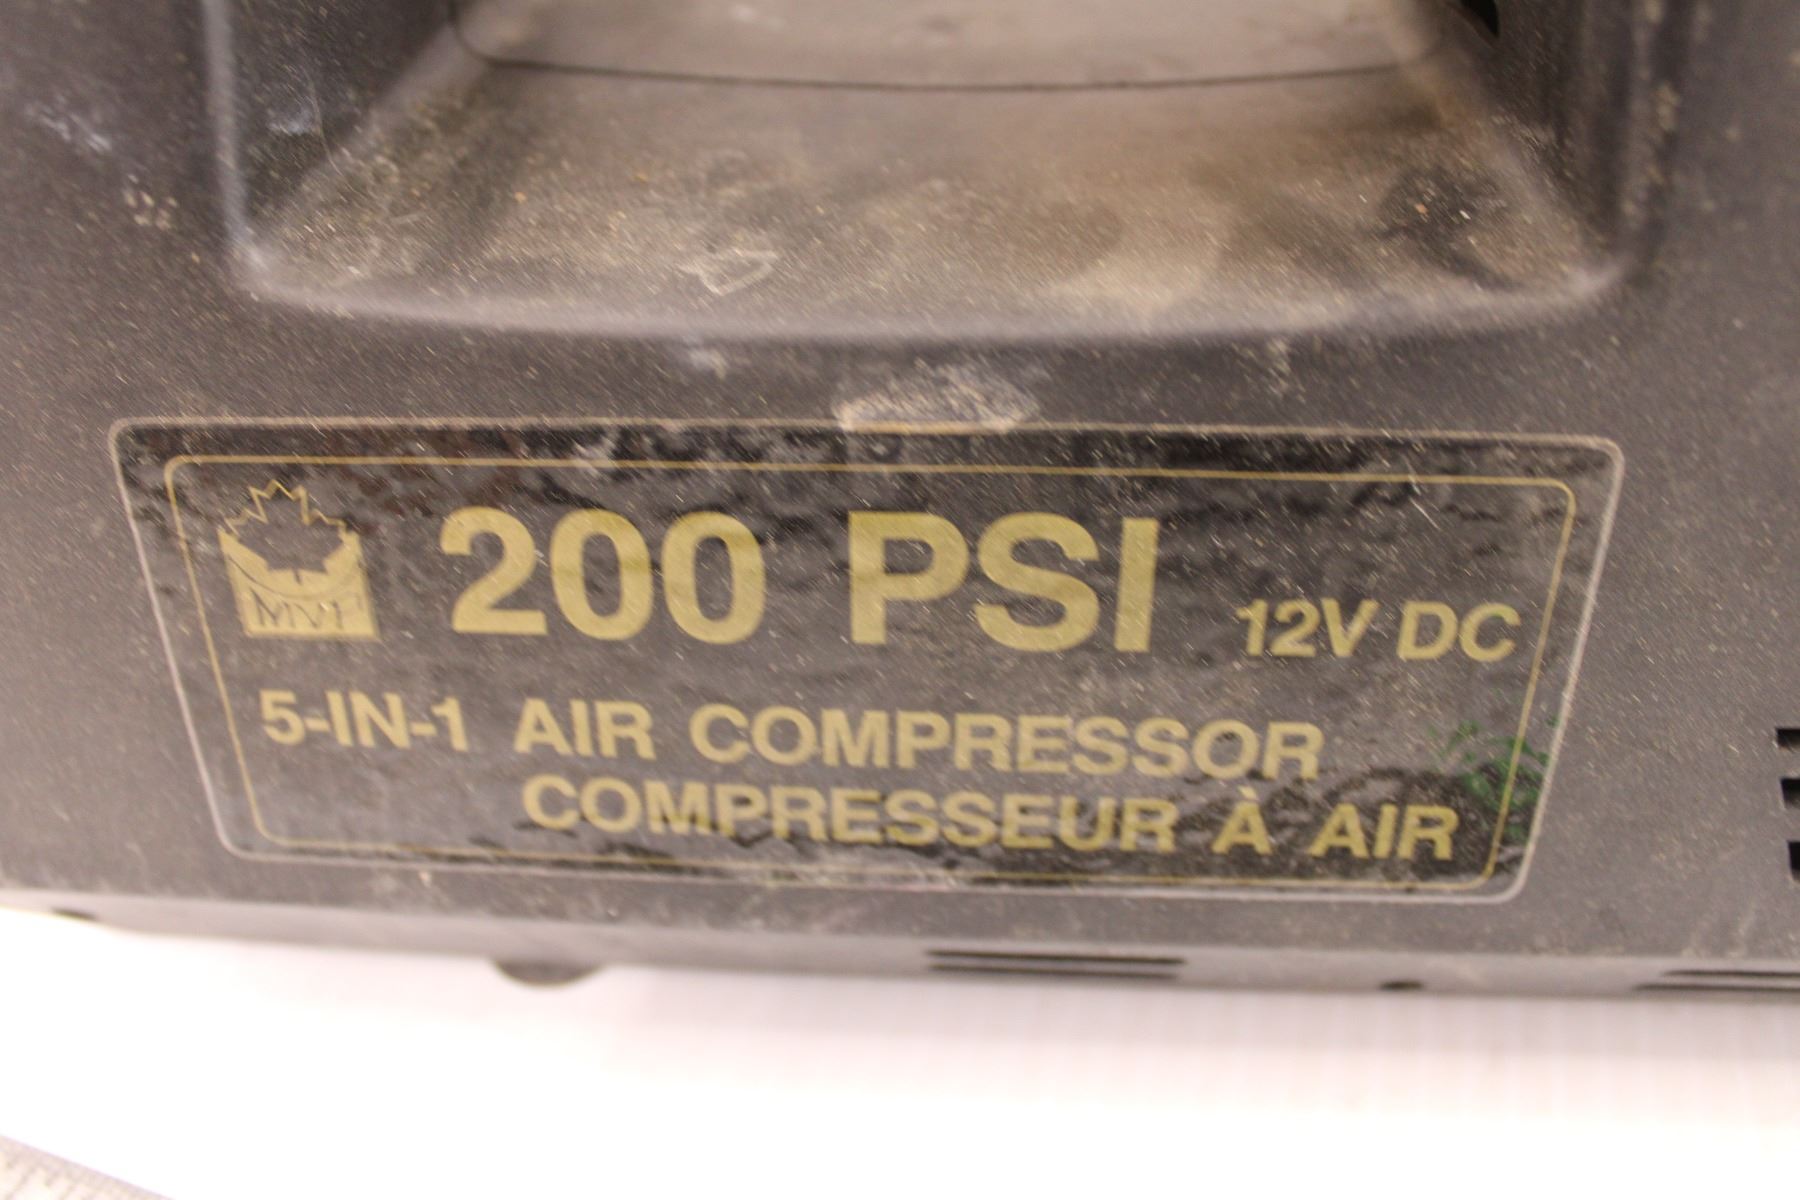 200 PSI 12V DC
5-IN-1 AIR COMPRESSOR
COMPRESSEUR À AIR